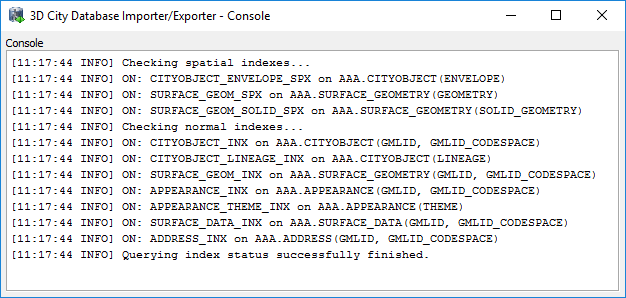 3D City Database Importer/Exporter - Console
Console
[11:17:44 INFO] Checking spatial indexes...
[11:17:44 INFO] ON: CITYOBJECT_ENVELOPE_SPX on AAA.CITYOBJECT(ENVELOPE)
[11:17:44 INFO] ON: SURFACE_GEOM_SPX on AAA.SURFACE_GEOMETRY(GEOMETRY)
[11:17:44 INFO] ON: SURFACE_GEOM_SOLID_SPX on AAA.SURFACE_GEOMETRY(SOLID_GEOMETRY)
[11:17:44 INFO] Checking normal indexes...
[11:17:44 INFO] ON: CITYOBJECT_INX on AAA.CITYOBJECT(GMLID, GMLID_CODESPACE)
[11:17:44 INFO] ON: CITYOBJECT_LINEAGE_INX on AAA.CITYOBJECT(LINEAGE)
[11:17:44 INFO] ON: SURFACE_GEOM_INX on AAA.SURFACE_GEOMETRY(GMLID, GMLID_CODESPACE)
[11:17:44 INFO] ON: APPEARANCE_INX on AAA.APPEARANCE(GMLID, GMLID_CODESPACE)
[11:17:44 INFO] ON: APPEARANCE_THEME_INX on AAA.APPEARANCE(THEME)
[11:17:44 INFO] ON: SURFACE_DATA_INX on AAA.SURFACE_DATA(GMLID, GMLID_CODESPACE)
[11:17:44 INFO] ON: ADDRESS_INX on AAA.ADDRESS(GMLID, GMLID_CODESPACE)
[11:17:44 INFO] Querying index status successfully finished.